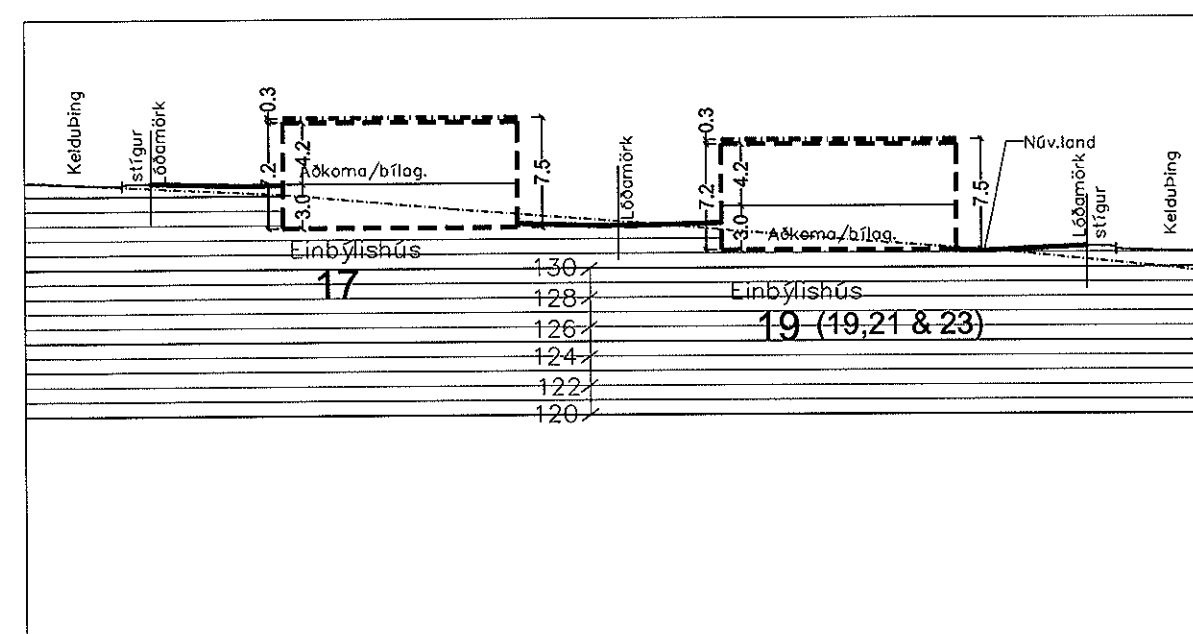 Kelduþing
stígur
Lóðamörk
0.3
7.2
4.2
3.0
Aðkoma/bílag.
7.5
Einbýlishús
17
Lóðamörk
0.3
7.2
4.2
3.0
Aðkoma/bílag.
7.5
Núv.land
Lóðamörk
stígur
Kelduþing
Einbýlishús
19 (19,21 & 23)
130
128
126
124
122
120